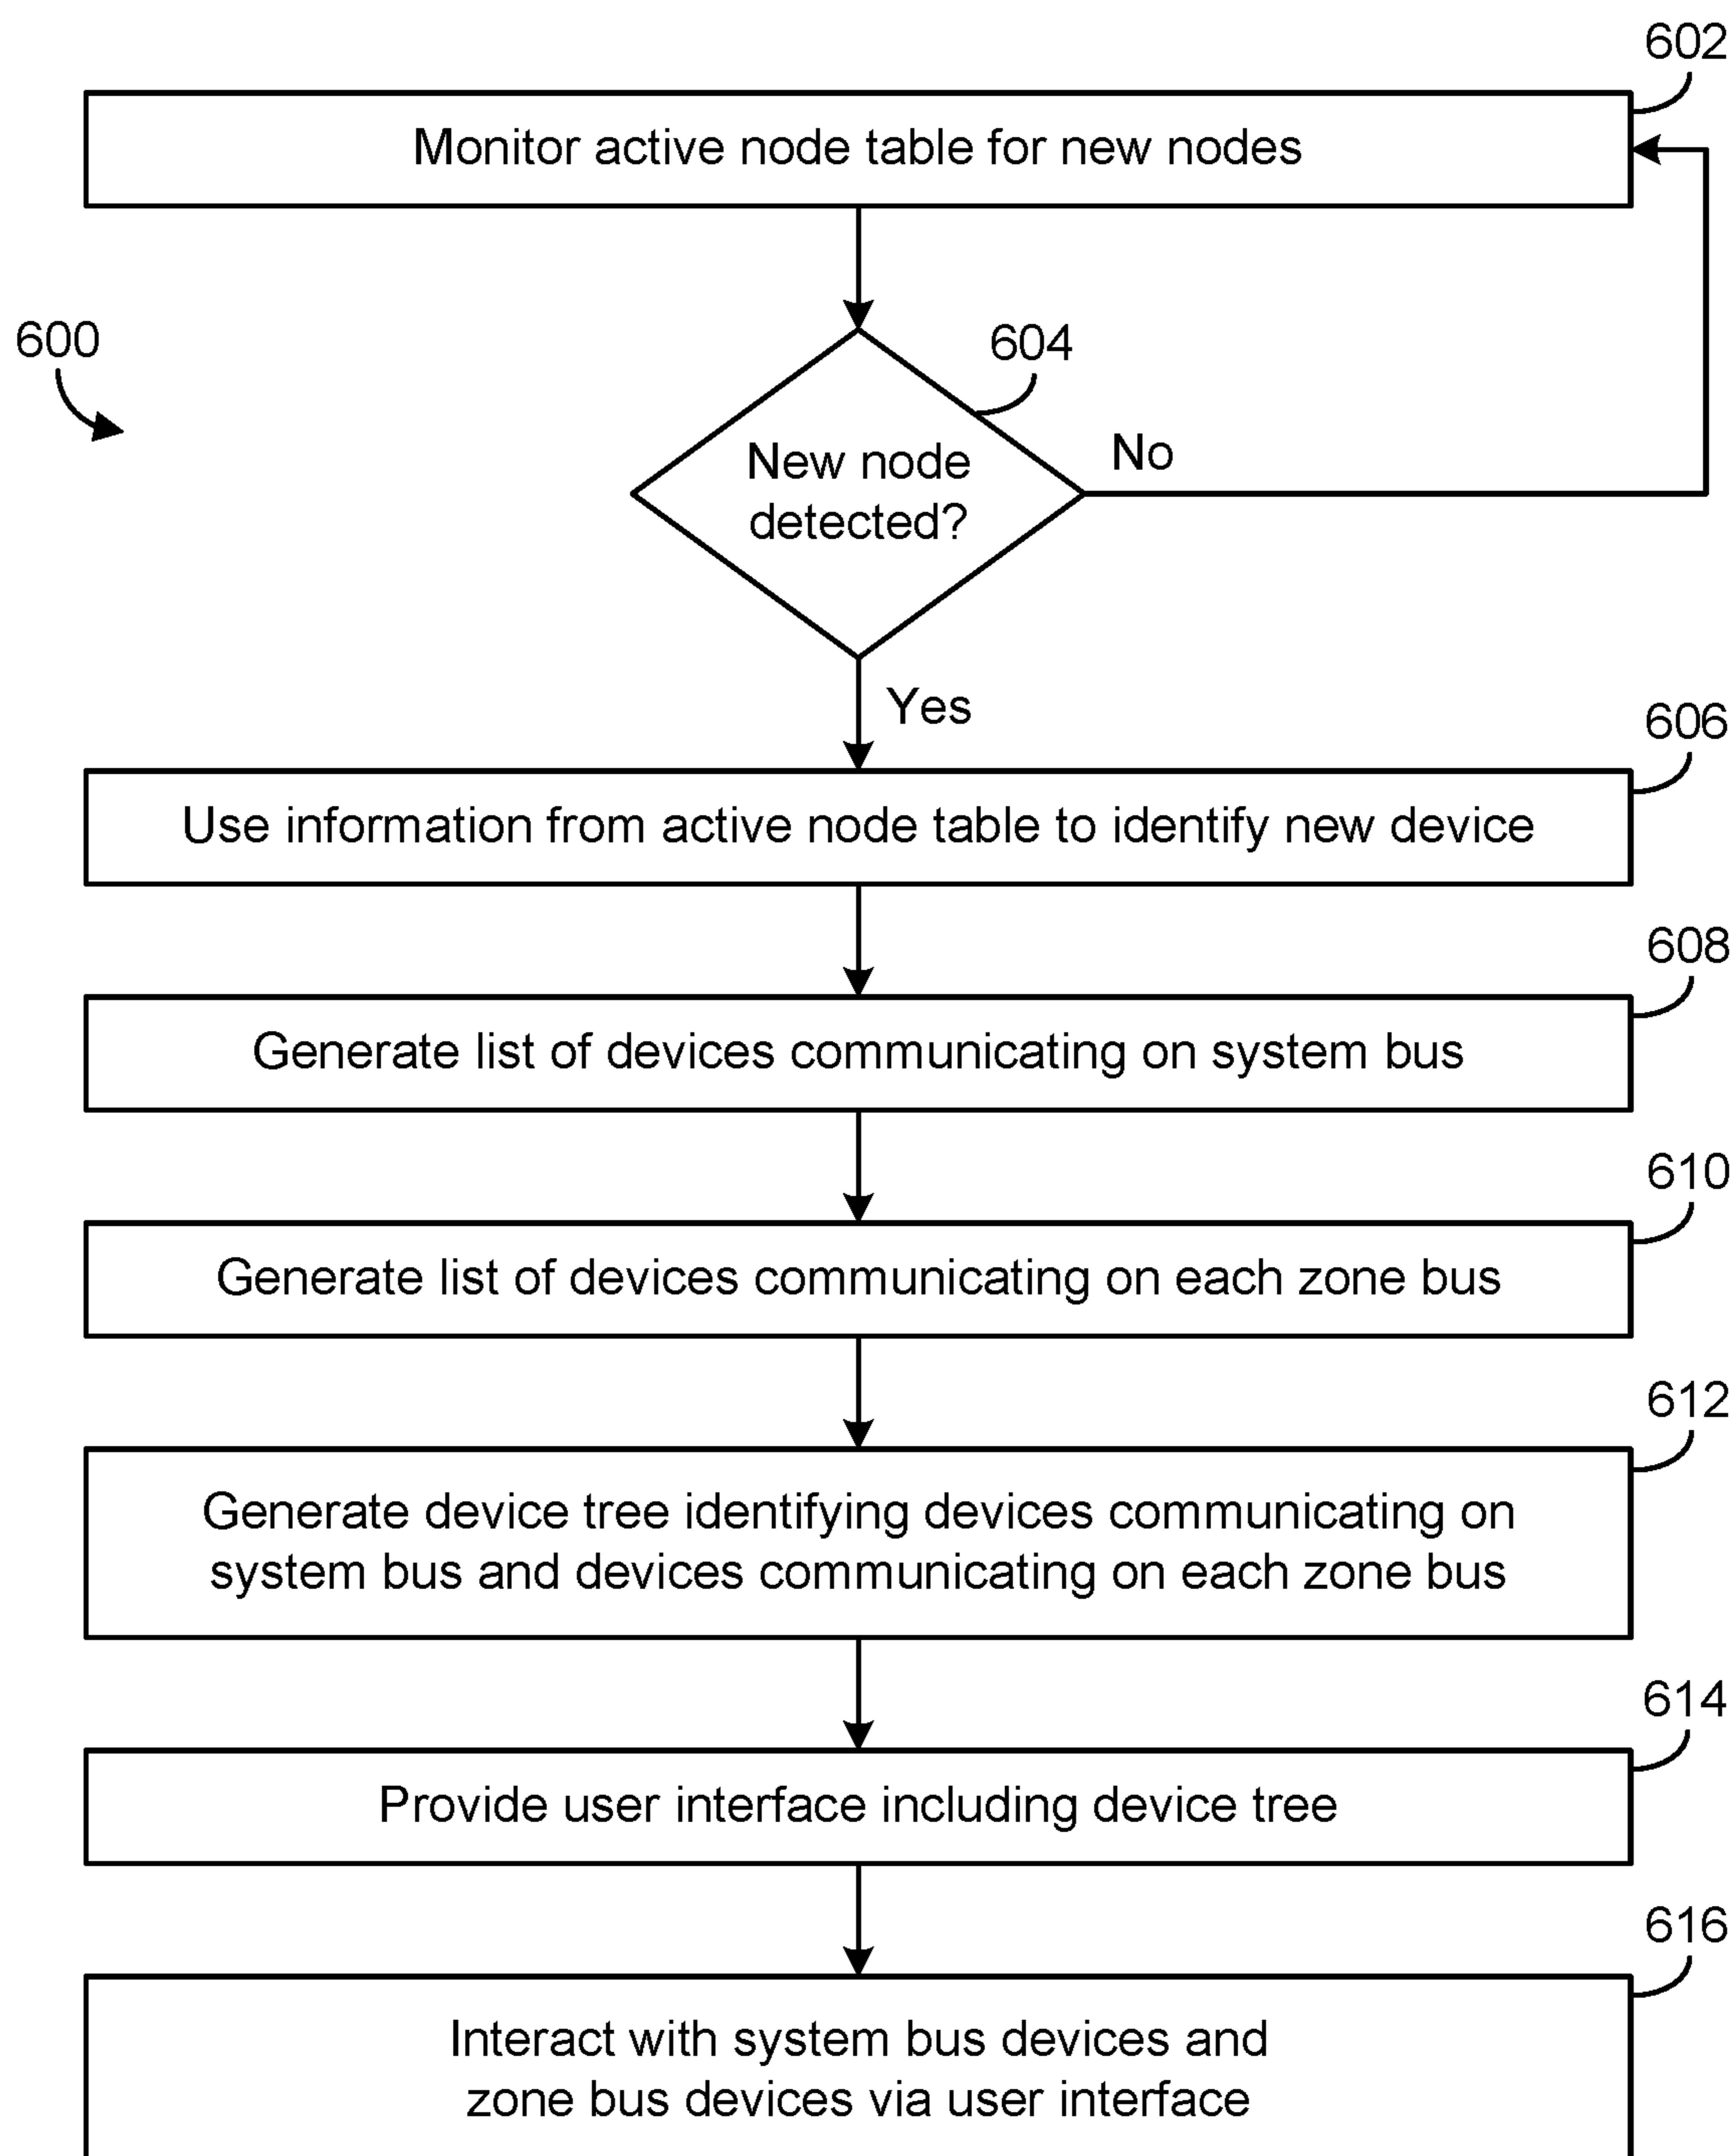 602
Monitor active node table for new nodes
600
604
New node
detected?
No
Yes
606
Use information from active node table to identify new device
608
Generate list of devices communicating on system bus
610
Generate list of devices communicating on each zone bus
612
Generate device tree identifying devices communicating on
system bus and devices communicating on each zone bus
614
Provide user interface including device tree
616
Interact with system bus devices and
zone bus devices via user interface